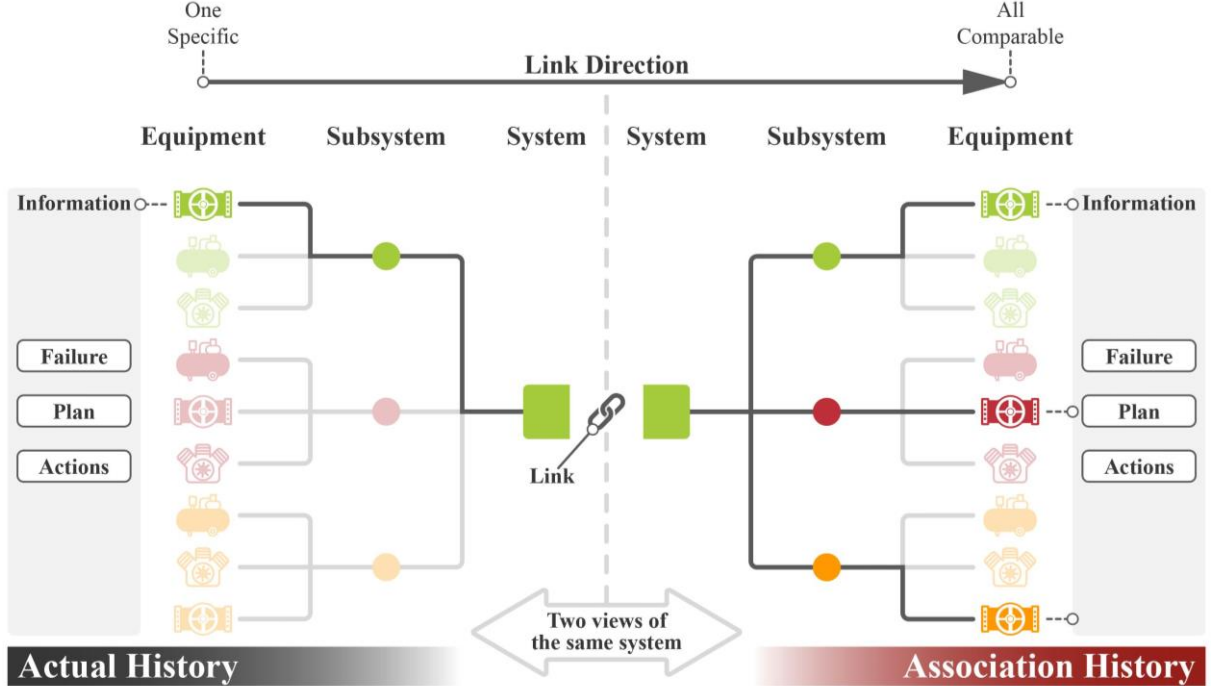 One
Specific
All
Comparable
Link Direction
Equipment
Subsystem
System
System
Subsystem
Equipment
Information
Information
Failure
Failure
Plan
Plan
Actions
Actions
Link
Two views of
the same system
Actual History
Association History